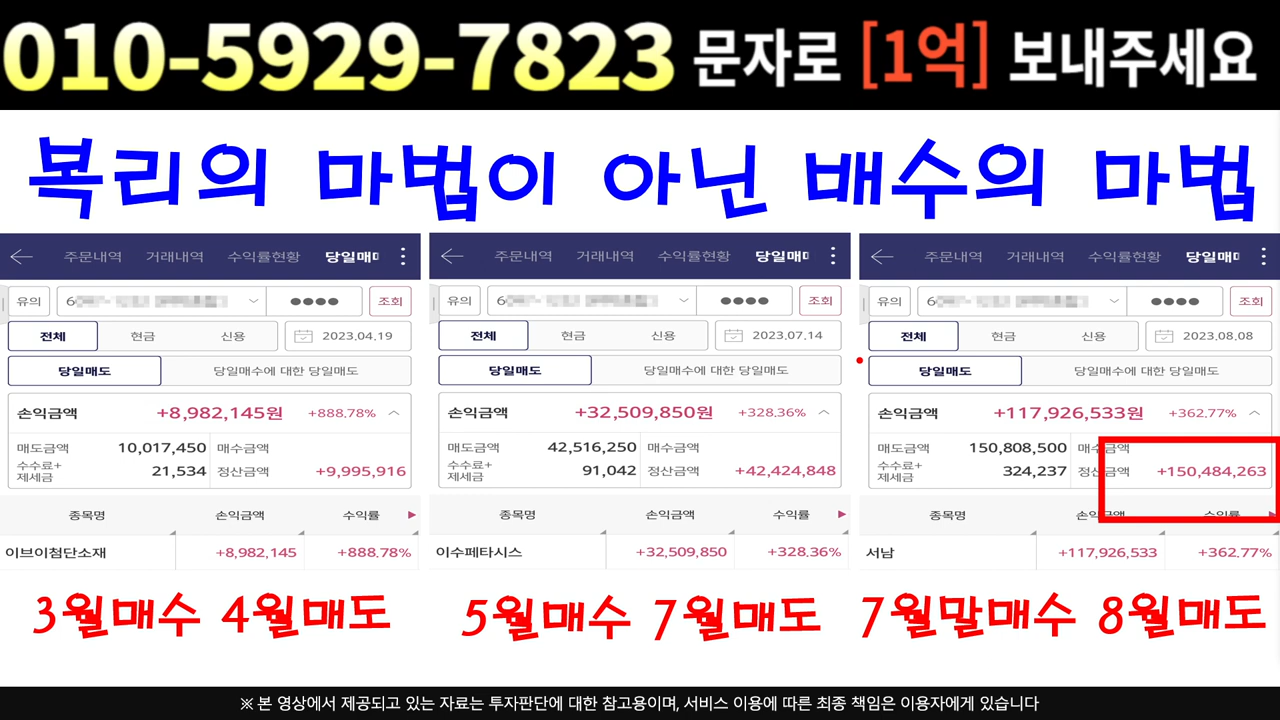 010-5929-7823 문자로 [1억] 보내주세요
복리의 마법이 아닌 배수의 마법
주문내역 거래내역 수익률현황 당일매
유의
전체 현금 신용 2023.04.19
조회
당일매도 당일매수에 대한 당일매도
손익금액 +8,982,145원 +888.78%
매도금액 10,017,450 매수금액
수수료+
제세금 21,534 정산금액 +9,995,916
종목명 손익금액 수익률
이브이첨단소재 +8,982,145 +888.78%
3월매수 4월매도
주문내역 거래내역 수익률현황 당일매
유의
조회
전체 현금 신용 2023.07.14
당일매도 당일매수에 대한 당일매도
손익금액 +32,509,850원 +328.36%
매도금액 42,516,250 매수금액
수수료+
제세금 91,042 정산금액 +42,424,848
종목명 손익금액 수익률
이수페타시스 +32,509,850 +328.36%
5월매수 7월매도
주문내역 거래내역 수익률현황 당일매
유의
조회
전체 현금 신용 2023.08.08
당일매도 당일매수에 대한 당일매도
손익금액 +117,926,533원 +362.77%
매도금액 150,808,500 매수금액
수수료+
제세금 324,237 정산금액 +150,484,263
종목명 손익금액 수익률
서남 +117,926,533 +362.77%
7월말매수 8월매도
※ 본 영상에서 제공되고 있는 자료는 투자판단에 대한 참고용이며, 서비스 이용에 따른 최종 책임은 이용자에게 있습니다